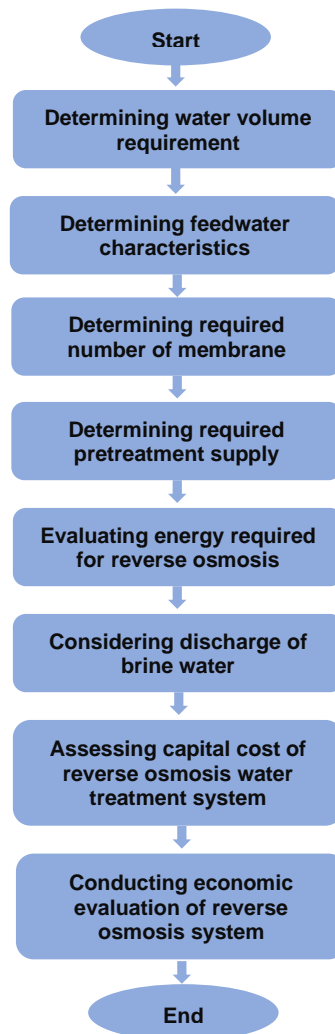 Start
Determining water volume
requirement
Determining feedwater
characteristics
Determining required
number of membrane
Determining required
pretreatment supply
Evaluating energy required
for reverse osmosis
Considering discharge of
brine water
Assessing capital cost of
reverse osmosis water
treatment system
Conducting economic
evaluation of reverse
osmosis system
End